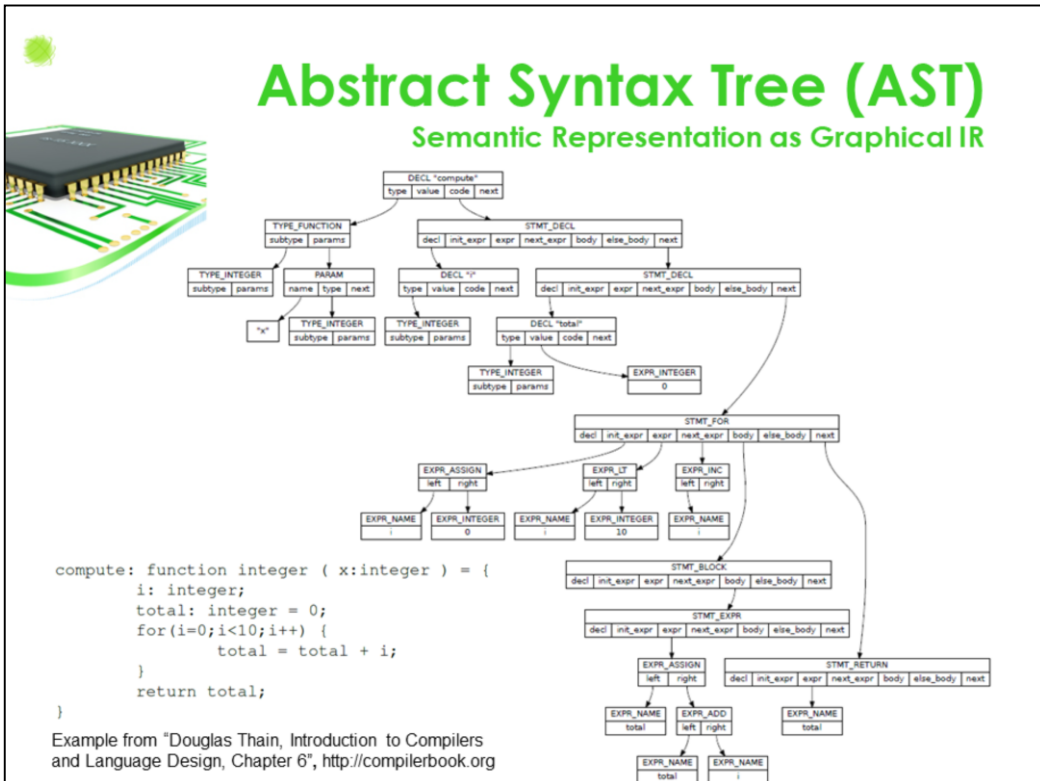 Abstract Syntax Tree (AST)
Semantic Representation as Graphical IR
DECL "compute"
type value code next
TYPE_FUNCTION
subtype params
STMT_DECL
decl init_expr expr next_expr body else_body next
TYPE_INTEGER
subtype params
PARAM
name type next
DECL "i"
type value code next
STMT_DECL
decl init_expr expr next_expr body else_body next
"x"
TYPE_INTEGER
subtype params
TYPE_INTEGER
subtype params
DECL "total"
type value code next
TYPE_INTEGER
subtype params
EXPR_INTEGER
0
STMT_FOR
decl init_expr expr next_expr body else_body next
EXPR_ASSIGN
left right
EXPR_LT
left right
EXPR_INC
left right
EXPR_NAME
i
EXPR_INTEGER
0
EXPR_NAME
i
EXPR_INTEGER
10
EXPR_NAME
i
STMT_BLOCK
decl init_expr expr next_expr body else_body next
STMT_EXPR
decl init_expr expr next_expr body else_body next
EXPR_ASSIGN
left right
STMT_RETURN
decl init_expr expr next_expr body else_body next
EXPR_NAME
total
EXPR_ADD
left right
EXPR_NAME
total
EXPR_NAME
total
EXPR_NAME
i
compute: function integer ( x:integer ) = {
i: integer;
total: integer = 0;
for(i=0;i<10;i++) {
total = total + i;
}
return total;
}
Example from “Douglas Thain, Introduction to Compilers
and Language Design, Chapter 6”, http://compilerbook.org